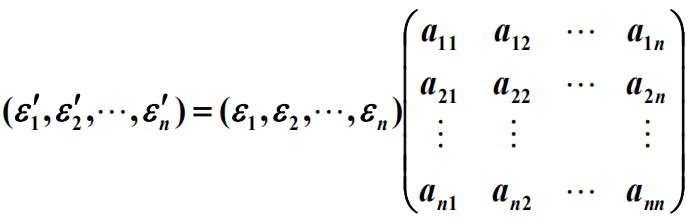 (ε′₁,ε′₂,⋯,ε′ₙ)=(ε₁,ε₂,⋯,εₙ)
a₁₁ a₁₂ ⋯ a₁ₙ
a₂₁ a₂₂ ⋯ a₂ₙ
⋮ ⋮ ⋮
aₙ₁ aₙ₂ ⋯ aₙₙ